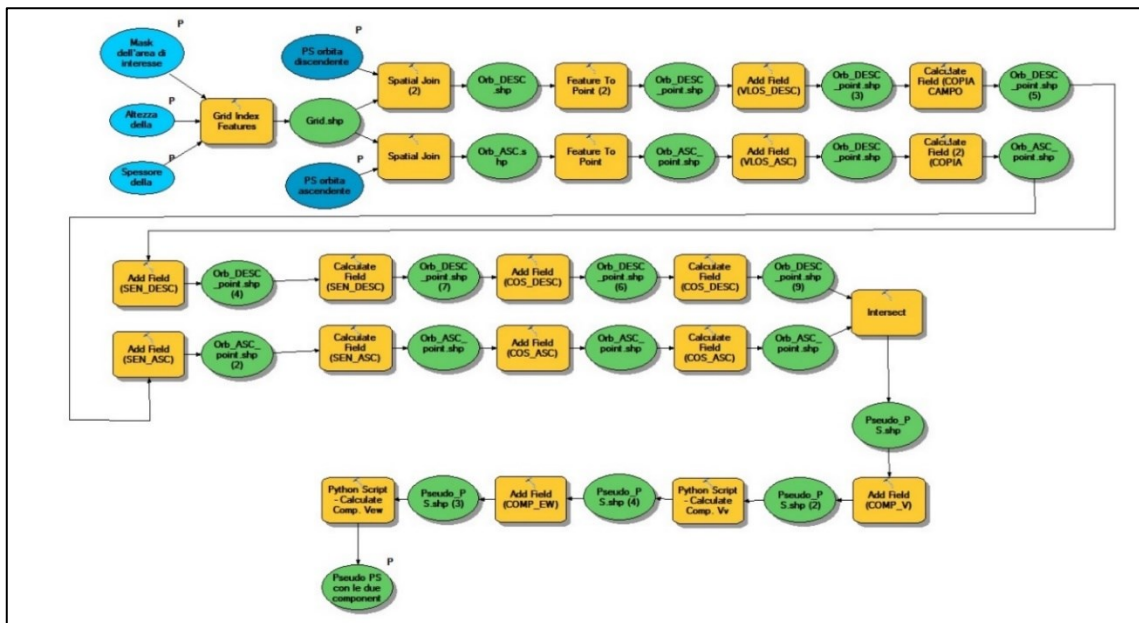 P
Mask
dell'area di
interesse
P
Altezza
della
P
Spessore
della
Grid Index
Features
Grid.shp
P
PS orbita
discendente
P
PS orbita
ascendente
Spatial Join
(2)
Orb_DESC
.shp
Feature To
Point (2)
Orb_DESC
_point.shp
Add Field
(VLOS_DESC)
Orb_DESC
_point.shp
(3)
Calculate
Field (COPIA
CAMPO
Orb_DESC
_point.shp
(5)
Spatial Join
Orb_ASC.s
hp
Feature To
Point
Orb_ASC_
point.shp
Add Field
(VLOS_ASC)
Orb_DESC
_point.shp
Calculate
Field (2)
(COPIA
Orb_ASC_
point.shp
Add Field
(SEN_DESC)
Orb_DESC
_point.shp
(4)
Calculate
Field
(SEN_DESC)
Orb_DESC
_point.shp
(7)
Add Field
(COS_DESC)
Orb_DESC
_point.shp
(6)
Calculate
Field
(COS_DESC)
Orb_DESC
_point.shp
(9)
Intersect
Add Field
(SEN_ASC)
Orb_ASC_
point.shp
(2)
Calculate
Field
(SEN_ASC)
Orb_ASC_
point.shp
Add Field
(COS_ASC)
Orb_ASC_
point.shp
Calculate
Field
(COS_ASC)
Orb_ASC_
point.shp
Pseudo_P
S.shp
Add Field
(COMP_V)
Pseudo_P
S.shp (2)
Python Script
- Calculate
Comp. Vv
Pseudo_P
S.shp (4)
Add Field
(COMP_EW)
Pseudo_P
S.shp (3)
Python Script
- Calculate
Comp. Vew
P
Pseudo PS
con le due
component